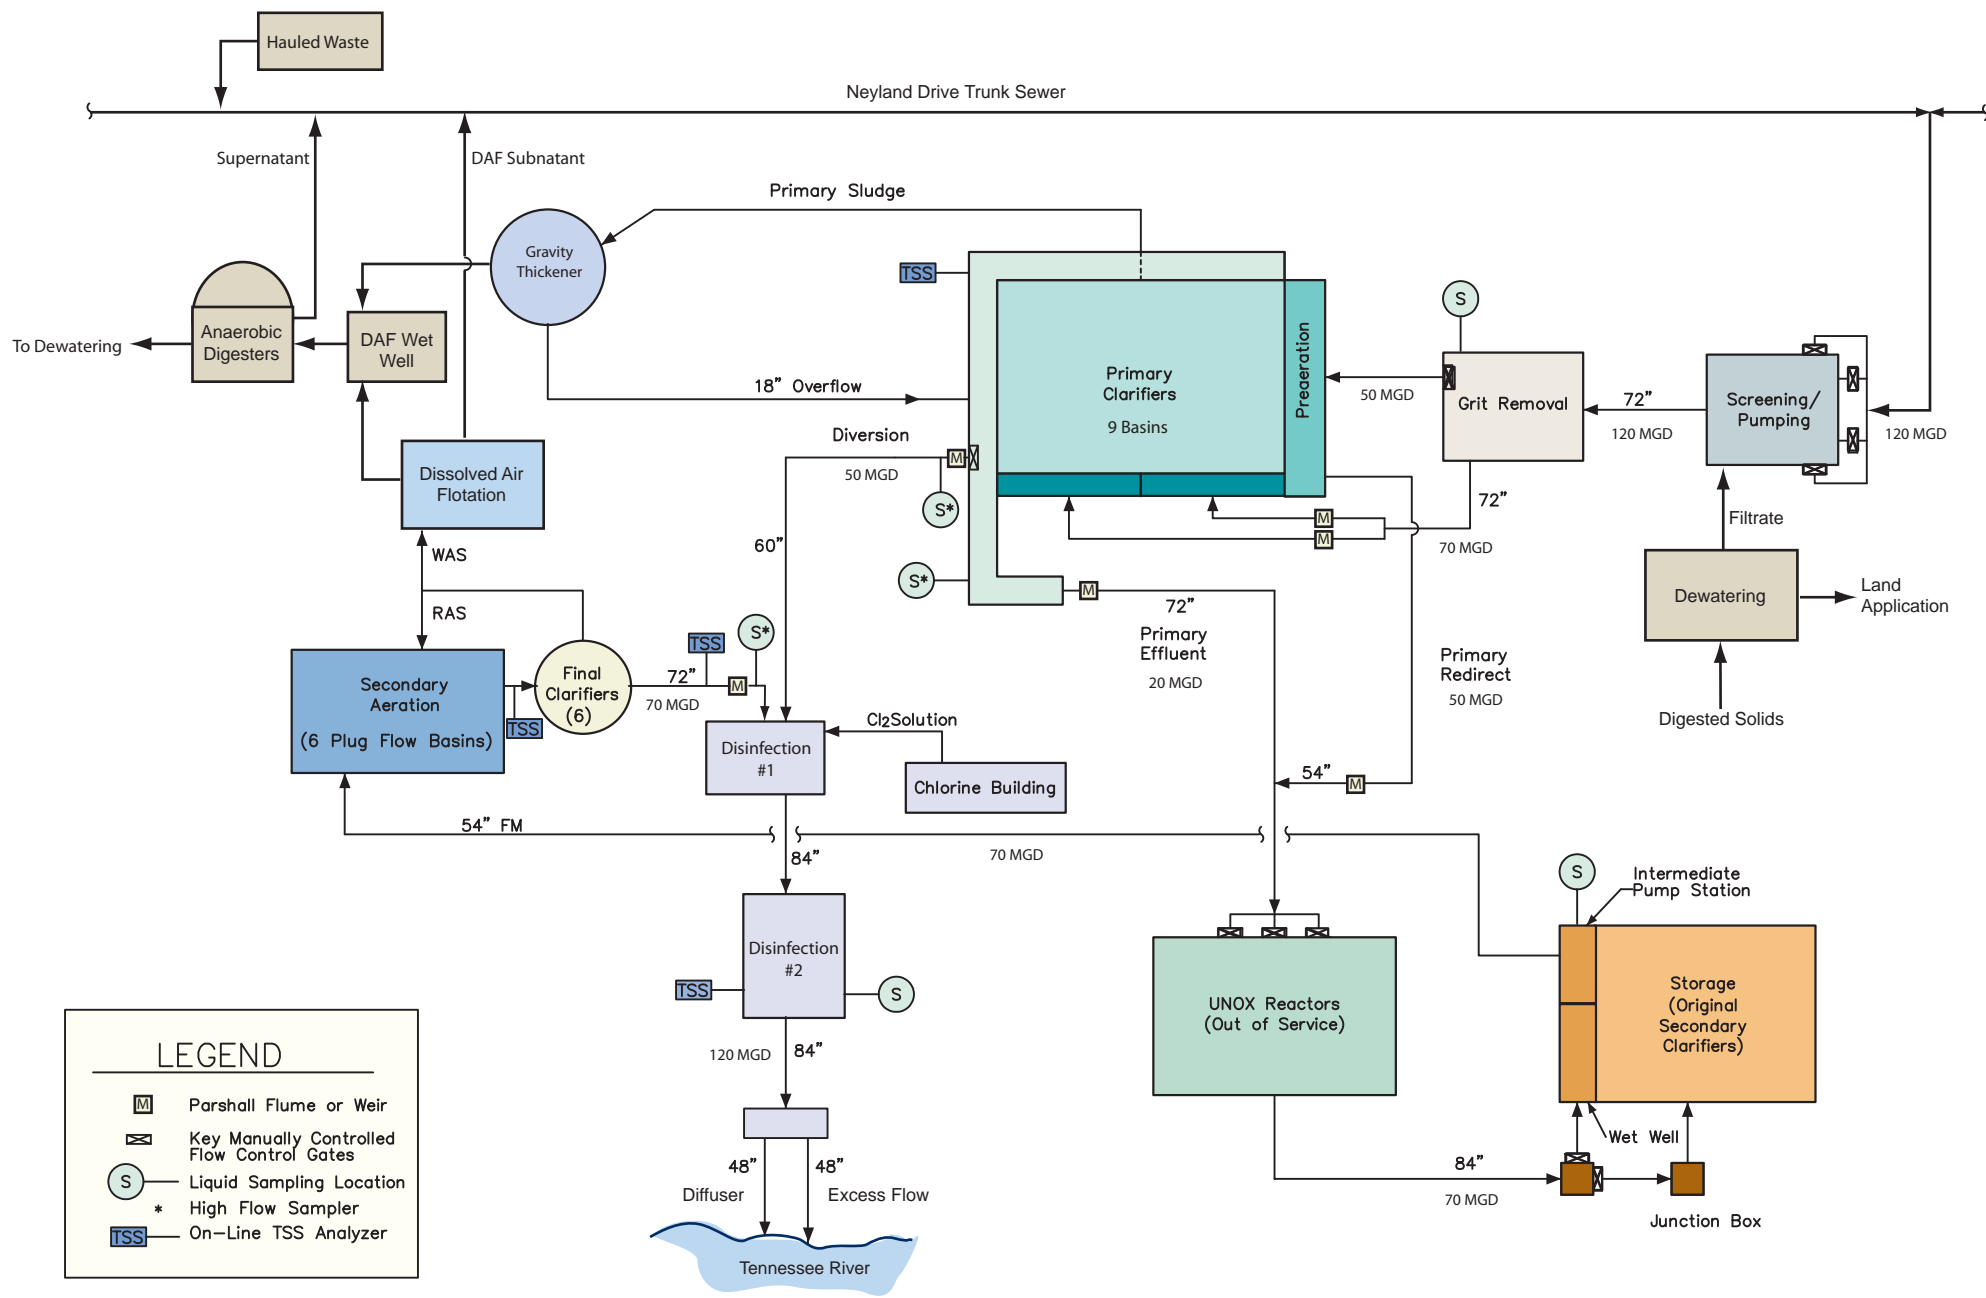 Hauled Waste
Neyland Drive Trunk Sewer
Supernatant
DAF Subnatant
Primary Sludge
Gravity
Thickener
TSS
S
Anaerobic
Digesters
To Dewatering
DAF Wet
Well
18” Overflow
Primary
Clarifiers
9 Basins
Preaeration
50 MGD
Grit Removal
72”
120 MGD
Screening/
Pumping
120 MGD
Diversion
50 MGD
M
S*
Dissolved Air
Flotation
72”
70 MGD
M
M
Filtrate
60”
WAS
RAS
S*
M
72”
Primary
Effluent
20 MGD
Dewatering
Land
Application
Primary
Redirect
50 MGD
Digested Solids
Secondary
Aeration
(6 Plug Flow Basins)
TSS
Final
Clarifiers
(6)
72”
70 MGD
TSS
M
S*
Cl2Solution
Disinfection
#1
Chlorine Building
54”
M
54” FM
70 MGD
84”
S
Intermediate
Pump Station
Disinfection
#2
TSS
S
UNOX Reactors
(Out of Service)
Storage
(Original
Secondary
Clarifiers)
120 MGD
84”
Wet Well
84”
70 MGD
Junction Box
48”
48”
Diffuser
Excess Flow
Tennessee River
LEGEND
M
Parshall Flume or Weir
Key Manually Controlled
Flow Control Gates
S
Liquid Sampling Location
* High Flow Sampler
TSS
On-Line TSS Analyzer